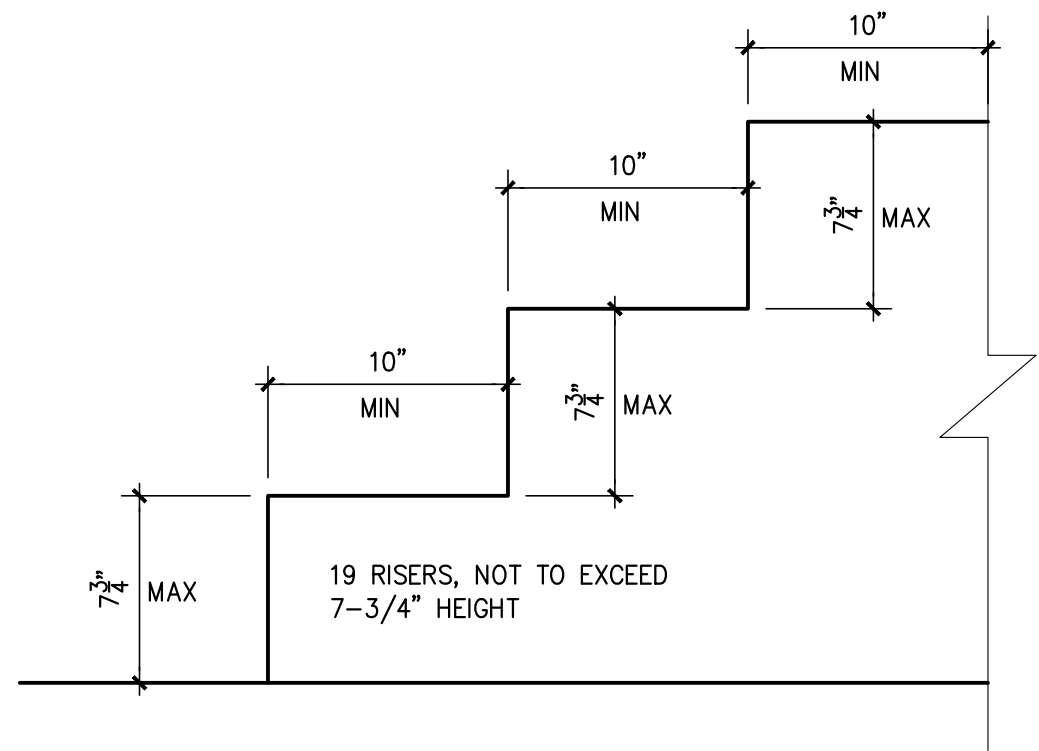 10”
MIN
10”
MIN
7¾” MAX
10”
MIN
7¾” MAX
7¾” MAX
19 RISERS, NOT TO EXCEED
7-3/4” HEIGHT